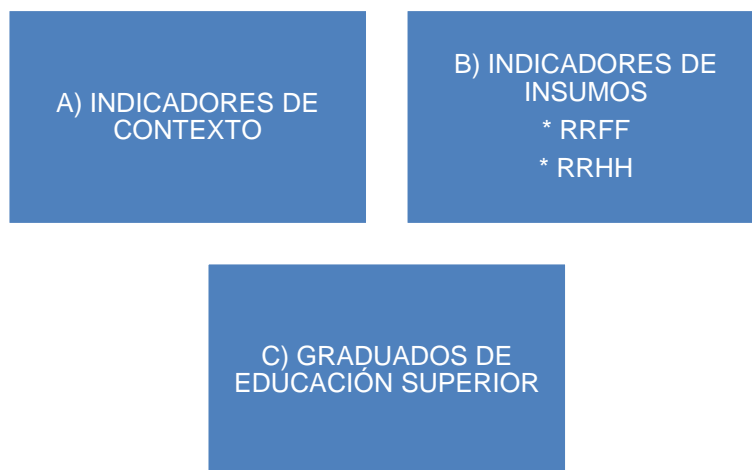 A) INDICADORES DE
CONTEXTO
B) INDICADORES DE
INSUMOS
* RRFF
* RRHH
C) GRADUADOS DE
EDUCACIÓN SUPERIOR